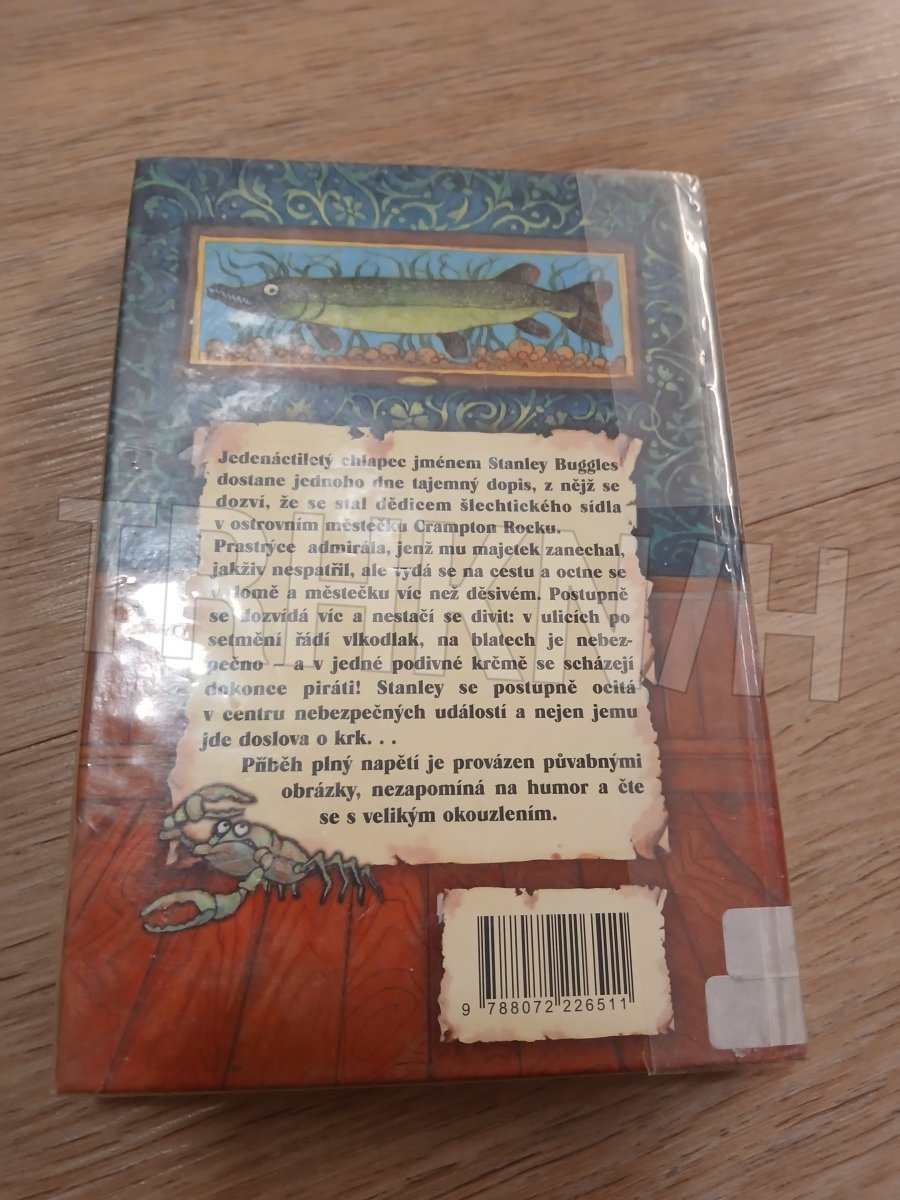 Jedenáctiletý chlapec jménem Stanley Buggles
dostane jednoho dne tajemný dopis, z nějž se
dozví, že se stal dědicem šlechtického sídla
v ostrovním městečku Crampton Rocku.
Prastrýce admirála, jenž mu majetek zanechal,
jakživ nespatřil, ale vydá se na cestu a octne se
v domě a městečku víc než děsivém. Postupně
se dozvídá víc a nestačí se divit: v ulicích po
setmění řádí vlkodlak, na blatech je nebez-
pečno – a v jedné podivné krčmě se scházejí
dokonce piráti! Stanley se postupně ocitá
v centru nebezpečných událostí a nejen jemu
jde doslova o krk. . .
Příběh plný napětí je provázen půvabnými
obrázky, nezapomíná na humor a čte
se s velikým okouzlením.
9 788072 226511